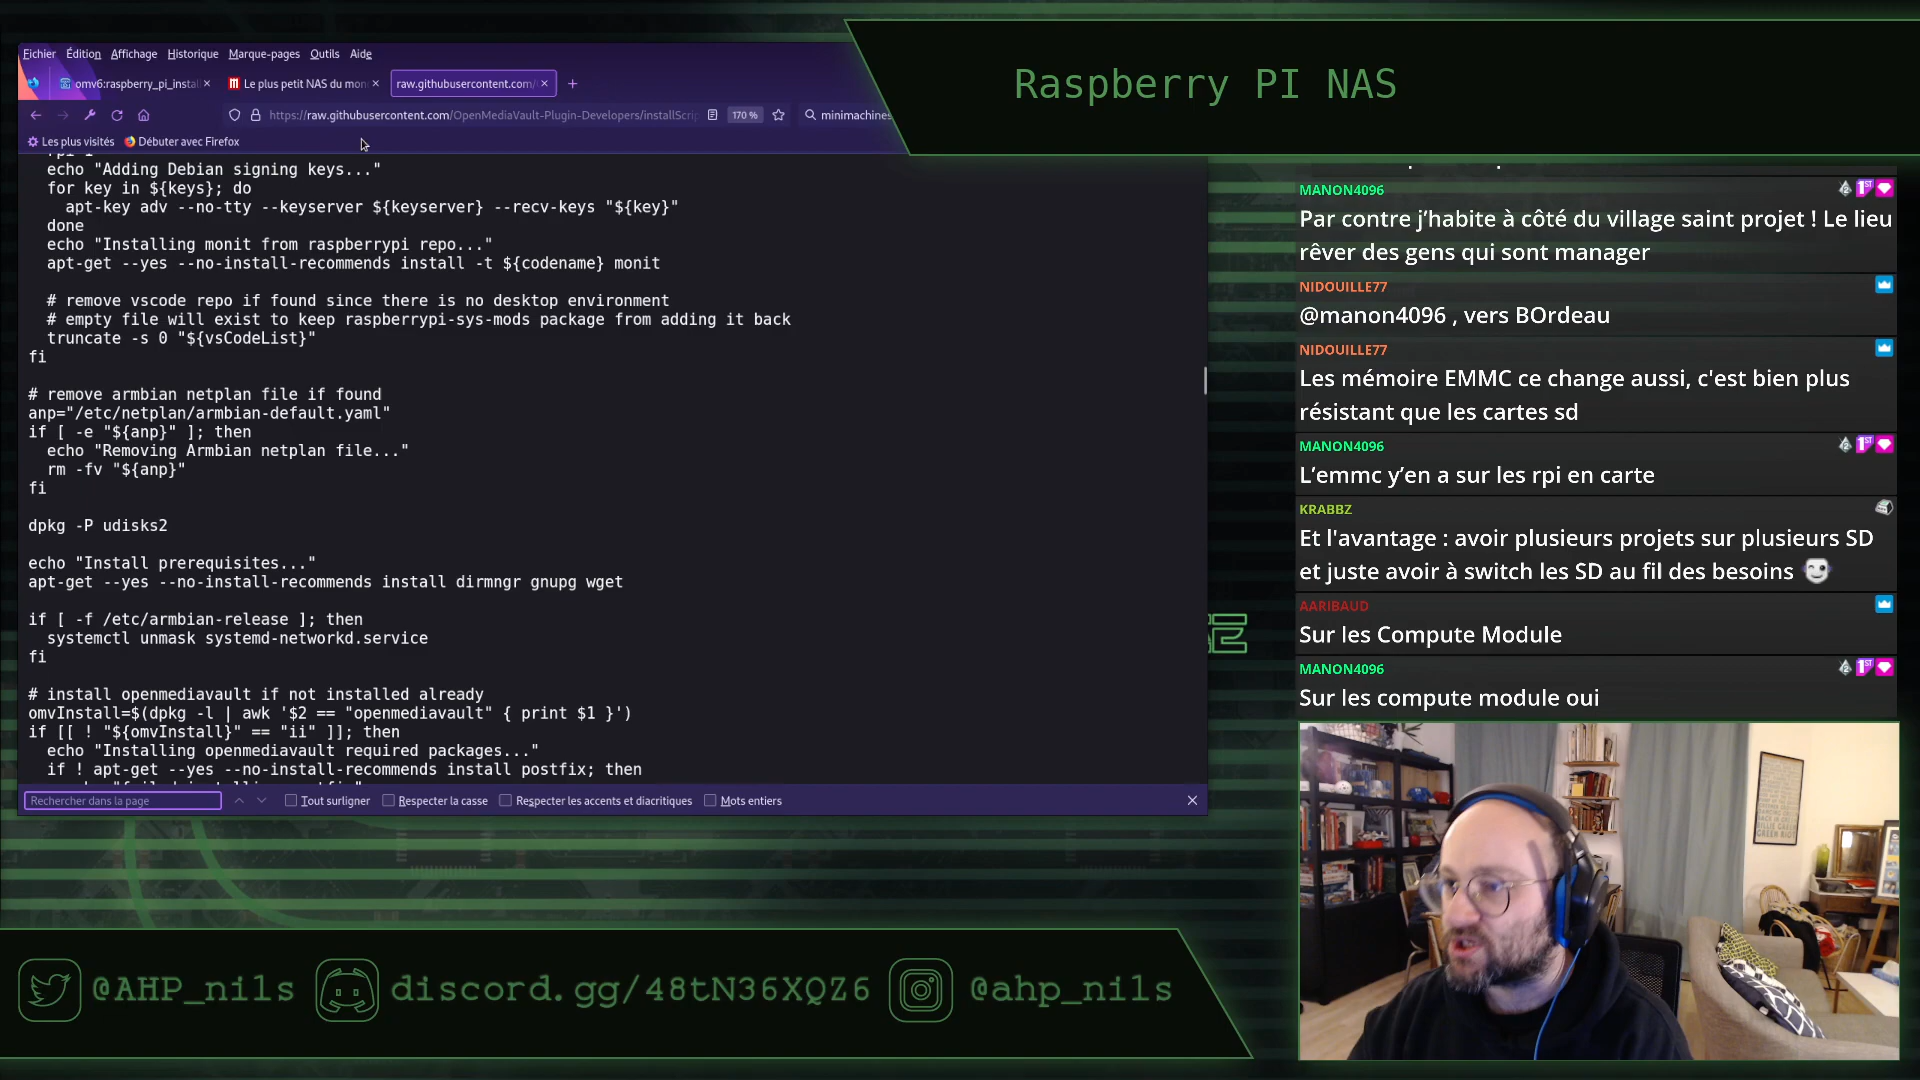 Raspberry PI NAS
Fichier Édition Affichage Historique Marque-pages Outils Aide
omv6:raspberry_pi_instal
Le plus petit NAS du mon
raw.githubusercontent.com/
https://raw.githubusercontent.com/OpenMediaVault-Plugin-Developers/installScri
170 %
minimachines
Les plus visités Débuter avec Firefox
echo "Adding Debian signing keys..."
for key in ${keys}; do
apt-key adv --no-tty --keyserver ${keyserver} --recv-keys "${key}"
done
echo "Installing monit from raspberrypi repo..."
apt-get --yes --no-install-recommends install -t ${codename} monit
# remove vscode repo if found since there is no desktop environment
# empty file will exist to keep raspberrypi-sys-mods package from adding it back
truncate -s 0 "${vsCodeList}"
fi
# remove armbian netplan file if found
anp="/etc/netplan/armbian-default.yaml"
if [ -e "${anp}" ]; then
echo "Removing Armbian netplan file..."
rm -fv "${anp}"
fi
dpkg -P udisks2
echo "Install prerequisites..."
apt-get --yes --no-install-recommends install dirmngr gnupg wget
if [ -f /etc/armbian-release ]; then
systemctl unmask systemd-networkd.service
fi
# install openmediavault if not installed already
omvInstall=$(dpkg -l | awk '$2 == "openmediavault" { print $1 }')
if [[ ! "${omvInstall}" == "ii" ]]; then
echo "Installing openmediavault required packages..."
if ! apt-get --yes --no-install-recommends install postfix; then
Rechercher dans la page
Tout surligner Respecter la casse Respecter les accents et diacritiques Mots entiers
MANON4096
Par contre j’habite à côté du village saint projet ! Le lieu
rêver des gens qui sont manager
NIDOUILLE77
@manon4096 , vers BOrdeau
NIDOUILLE77
Les mémoire EMMC ce change aussi, c'est bien plus
résistant que les cartes sd
MANON4096
L’emmc y’en a sur les rpi en carte
KRABBZ
Et l'avantage : avoir plusieurs projets sur plusieurs SD
et juste avoir à switch les SD au fil des besoins
AARIBAUD
Sur les Compute Module
MANON4096
Sur les compute module oui
@AHP_nils
discord.gg/48tN36XQZ6
@ahp_nils